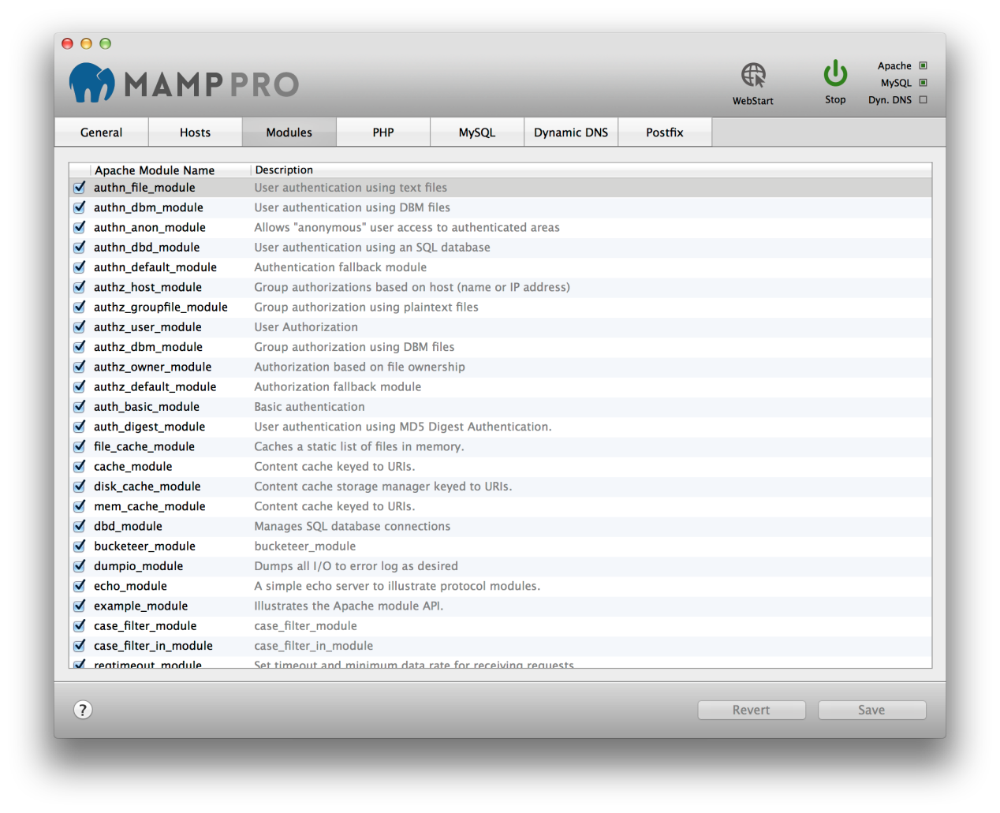 MAMP PRO
WebStart
Stop
Apache
MySQL
Dyn. DNS
General Hosts Modules PHP MySQL Dynamic DNS Postfix
Apache Module Name Description
authn_file_module User authentication using text files
authn_dbm_module User authentication using DBM files
authn_anon_module Allows "anonymous" user access to authenticated areas
authn_dbd_module User authentication using an SQL database
authn_default_module Authentication fallback module
authz_host_module Group authorizations based on host (name or IP address)
authz_groupfile_module Group authorization using plaintext files
authz_user_module User Authorization
authz_dbm_module Group authorization using DBM files
authz_owner_module Authorization based on file ownership
authz_default_module Authorization fallback module
auth_basic_module Basic authentication
auth_digest_module User authentication using MD5 Digest Authentication.
file_cache_module Caches a static list of files in memory.
cache_module Content cache keyed to URIs.
disk_cache_module Content cache storage manager keyed to URIs.
mem_cache_module Content cache keyed to URIs.
dbd_module Manages SQL database connections
bucketeer_module bucketeer_module
dumpio_module Dumps all I/O to error log as desired
echo_module A simple echo server to illustrate protocol modules.
example_module Illustrates the Apache module API.
case_filter_module case_filter_module
case_filter_in_module case_filter_in_module
reqtimeout_module Set timeout and minimum data rate for receiving requests
? Revert Save